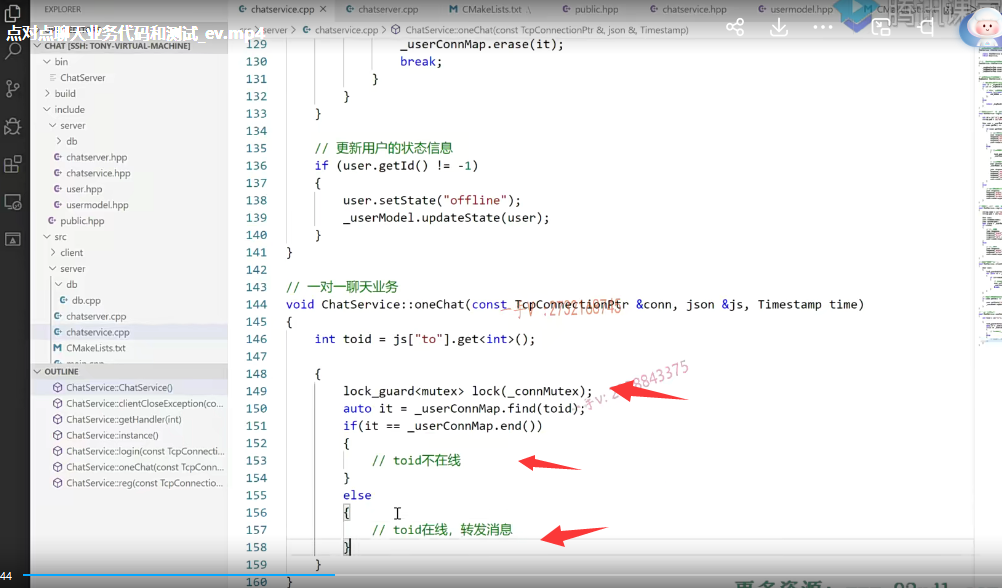 点对点聊天业务代码和测试_ev.mp4
EXPLORER
CHAT [SSH: TONY-VIRTUAL-MACHINE]
bin
ChatServer
build
include
server
db
chatserver.hpp
chatservice.hpp
user.hpp
usermodel.hpp
public.hpp
src
client
server
db
db.cpp
chatserver.cpp
chatservice.cpp
CMakeLists.txt
OUTLINE
ChatService::ChatService()
ChatService::clientCloseException(co...
ChatService::getHandler(int)
ChatService::instance()
ChatService::login(const TcpConnecti...
ChatService::oneChat(const TcpConn...
ChatService::reg(const TcpConnectio...
chatservice.cpp
chatserver.cpp
CMakeLists.txt
public.hpp
chatservice.hpp
usermodel.hpp
server > chatservice.cpp > ChatService::oneChat(const TcpConnectionPtr &, json &, Timestamp)
129 _userConnMap.erase(it);
130 break;
131 }
132 }
133 }
134
135 // 更新用户的状态信息
136 if (user.getId() != -1)
137 {
138 user.setState("offline");
139 _userModel.updateState(user);
140 }
141 }
142
143 // 一对一聊天业务
144 void ChatService::oneChat(const TcpConnectionPtr &conn, json &js, Timestamp time)
145 {
146 int toid = js["to"].get<int>();
147
148 {
149 lock_guard<mutex> lock(_connMutex);
150 auto it = _userConnMap.find(toid);
151 if(it == _userConnMap.end())
152 {
153 // toid不在线
154 }
155 else
156 {
157 // toid在线，转发消息
158 }
159 }
160 }
44